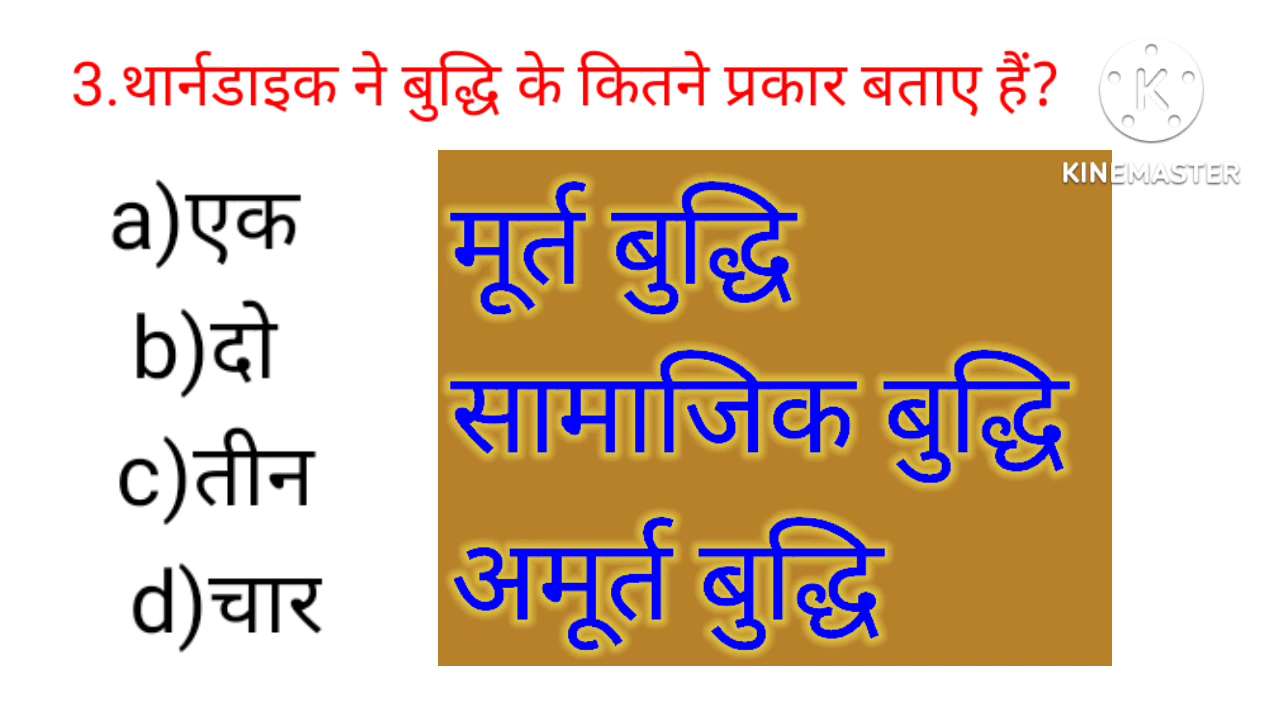 3.थार्नडाइक ने बुद्धि के कितने प्रकार बताए हैं?
KINEMASTER
a)एक
b)दो
c)तीन
d)चार
मूर्त बुद्धि
सामाजिक बुद्धि
अमूर्त बुद्धि